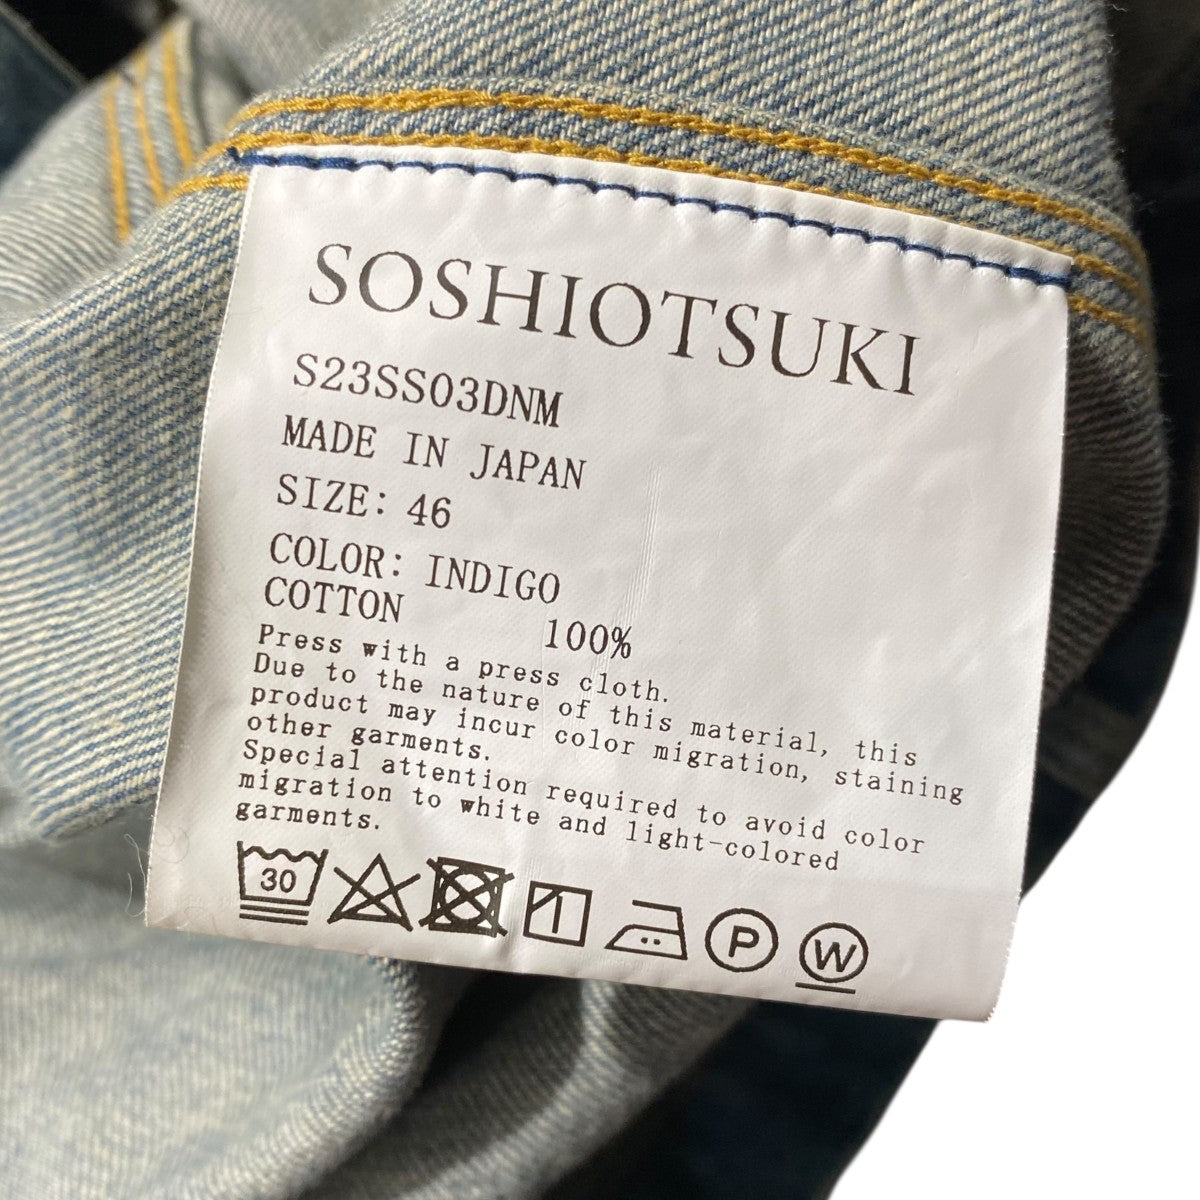 SOSHIOTSUKI
S23SS03DNM
MADE IN JAPAN
SIZE: 46
COLOR: INDIGO
COTTON 100%
Press with a press cloth.
Due to the nature of this material, this
product may incur color migration, staining
other garments.
Special attention required to avoid color
migration to white and light-colored
garments.
30 P W